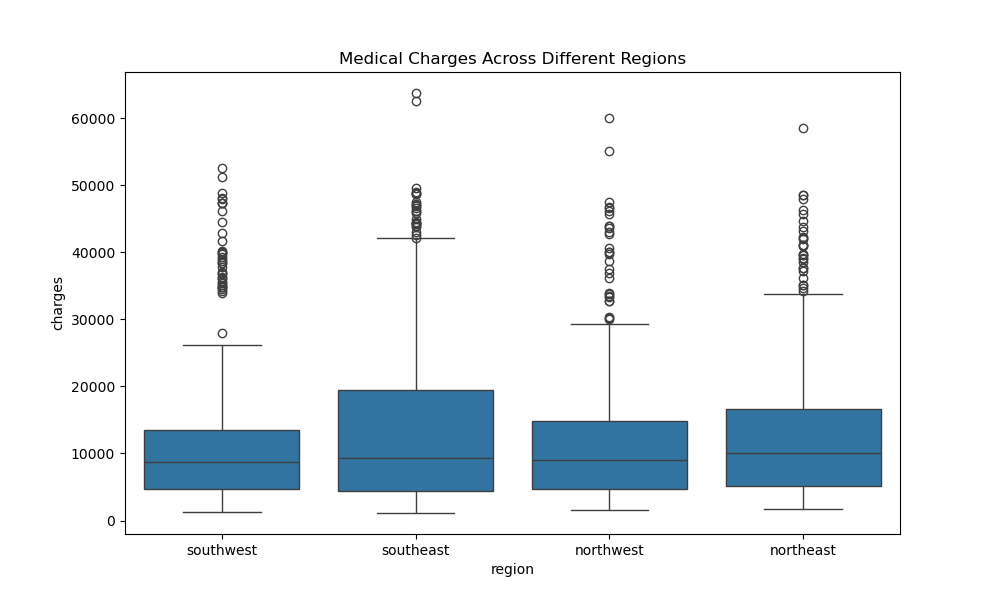 Medical Charges Across Different Regions
60000
50000
40000
30000
20000
10000
0
charges
southwest southeast northwest northeast
region